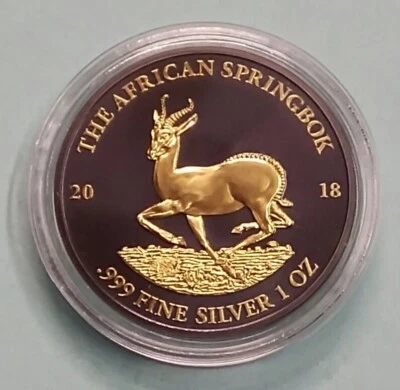 THE AFRICAN SPRINGBOK
20 18
.999 FINE SILVER 1 OZ